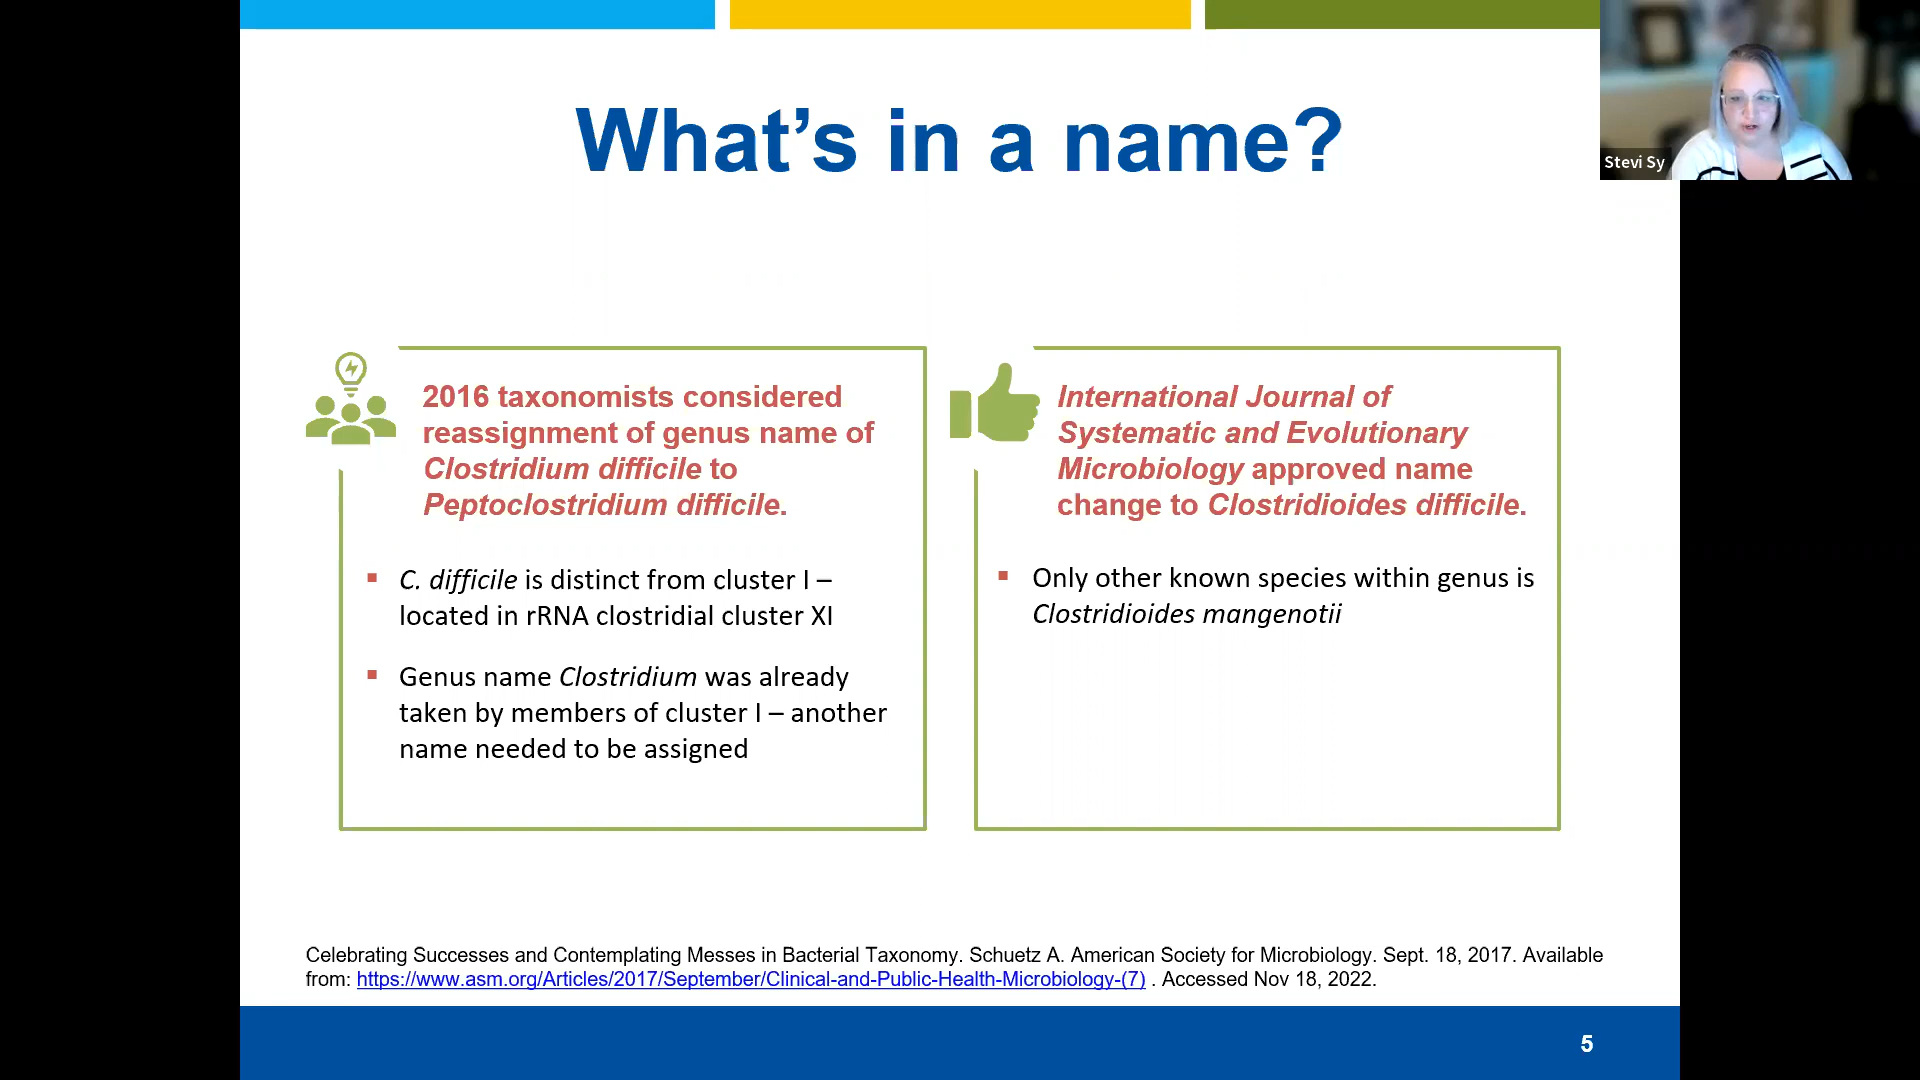 What’s in a name?
Stevi Sy
2016 taxonomists considered
reassignment of genus name of
Clostridium difficile to
Peptoclostridium difficile.
▪ C. difficile is distinct from cluster I –
located in rRNA clostridial cluster XI
▪ Genus name Clostridium was already
taken by members of cluster I – another
name needed to be assigned
International Journal of
Systematic and Evolutionary
Microbiology approved name
change to Clostridioides difficile.
▪ Only other known species within genus is
Clostridioides mangenotii
Celebrating Successes and Contemplating Messes in Bacterial Taxonomy. Schuetz A. American Society for Microbiology. Sept. 18, 2017. Available
from: https://www.asm.org/Articles/2017/September/Clinical-and-Public-Health-Microbiology-(7) . Accessed Nov 18, 2022.
5